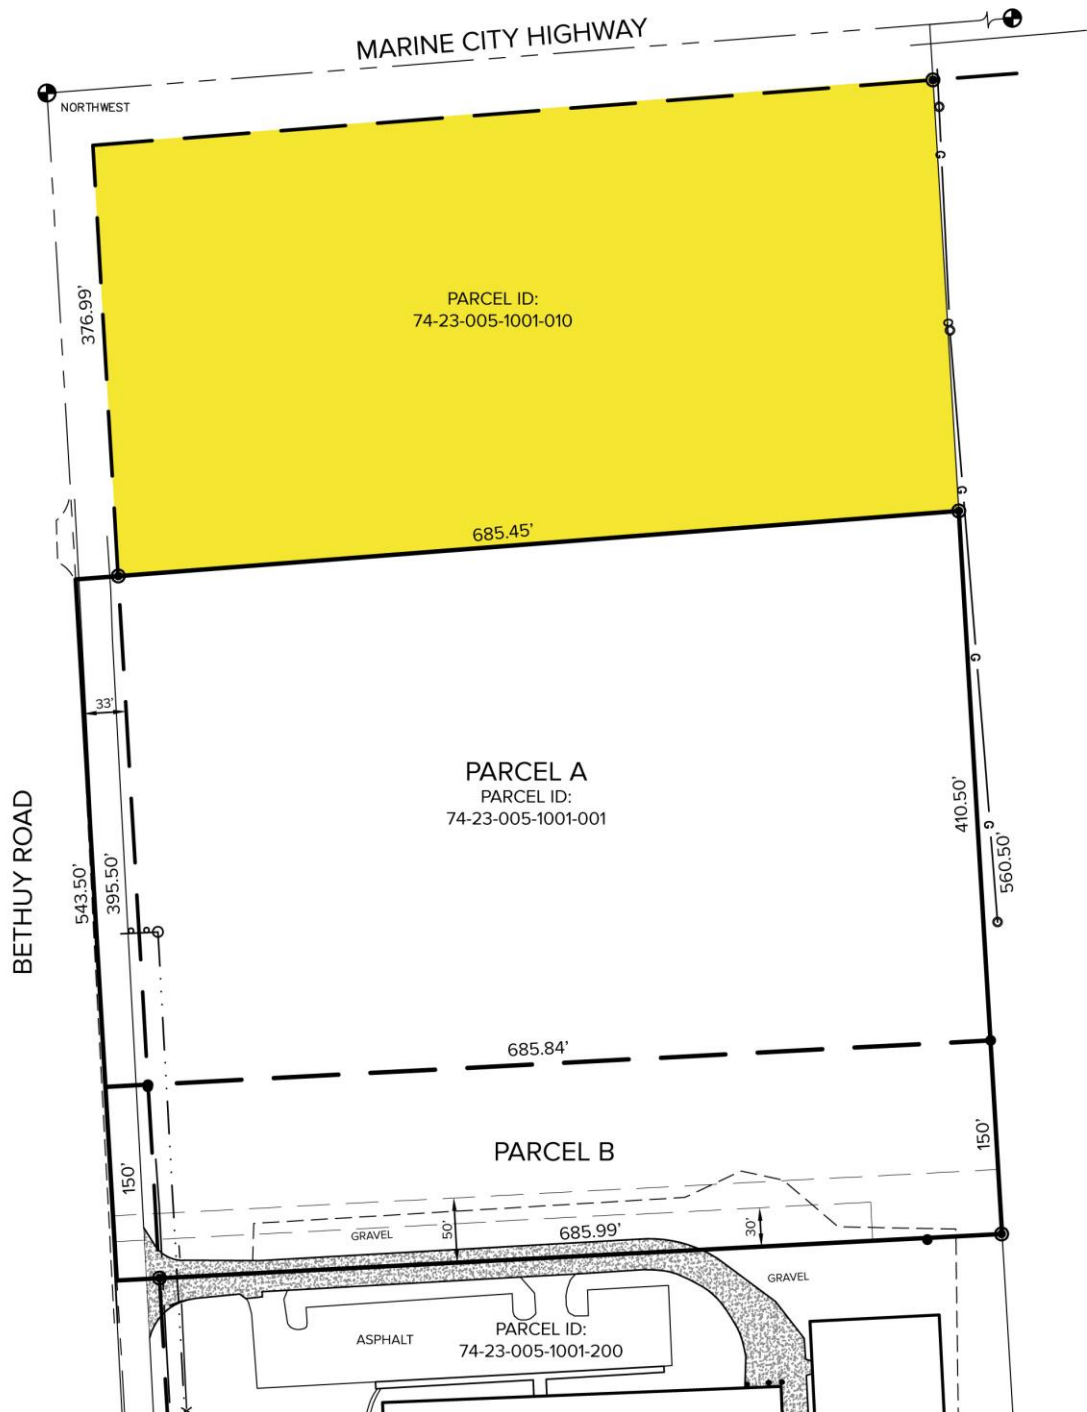 MARINE CITY HIGHWAY
NORTHWEST
G
376.99'
PARCEL ID:
74-23-005-1001-010
G
685.45'
G
33'
PARCEL A
PARCEL ID:
74-23-005-1001-001
410.50'
G
560.50'
BETHUY ROAD
543.50'
395.50'
685.84'
PARCEL B
150'
150'
GRAVEL
50'
685.99'
30'
GRAVEL
ASPHALT
PARCEL ID:
74-23-005-1001-200